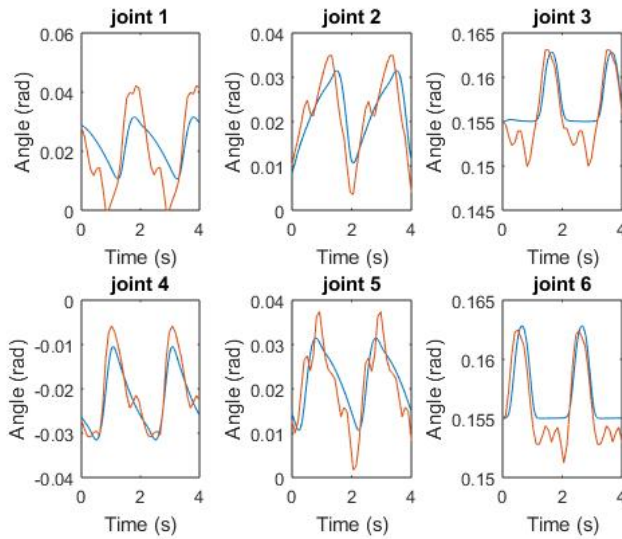 joint 1
Angle (rad)
0.06
0.04
0.02
0
0 2 4
Time (s)
joint 2
Angle (rad)
0.04
0.03
0.02
0.01
0
0 2 4
Time (s)
joint 3
Angle (rad)
0.165
0.16
0.155
0.15
0.145
0 2 4
Time (s)
joint 4
Angle (rad)
0
-0.01
-0.02
-0.03
-0.04
0 2 4
Time (s)
joint 5
Angle (rad)
0.04
0.03
0.02
0.01
0
0 2 4
Time (s)
joint 6
Angle (rad)
0.165
0.16
0.155
0.15
0 2 4
Time (s)